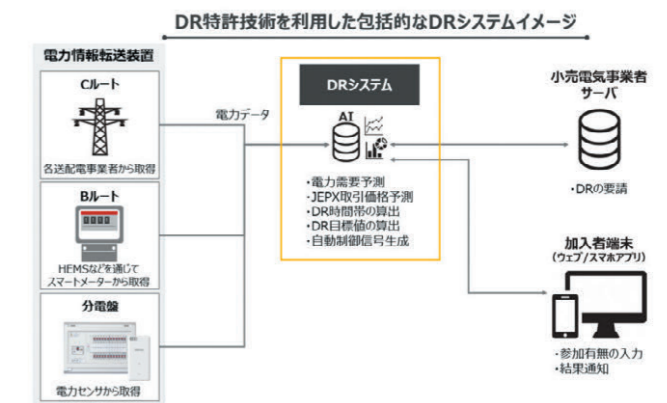 DR特許技術を利用した包括的なDRシステムイメージ
電力情報転送装置
Cルート
各送配電事業者から取得
Bルート
HEMSなどを通じて
スマートメーターから取得
分電盤
電力センサから取得
電力データ
DRシステム
AI
・電力需要予測
・JEPX取引価格予測
・DR時間帯の算出
・DR目標値の算出
・自動制御信号生成
小売電気事業者
サーバ
・DRの要請
加入者端末
(ウェブ/スマホアプリ)
・参加有無の入力
・結果通知